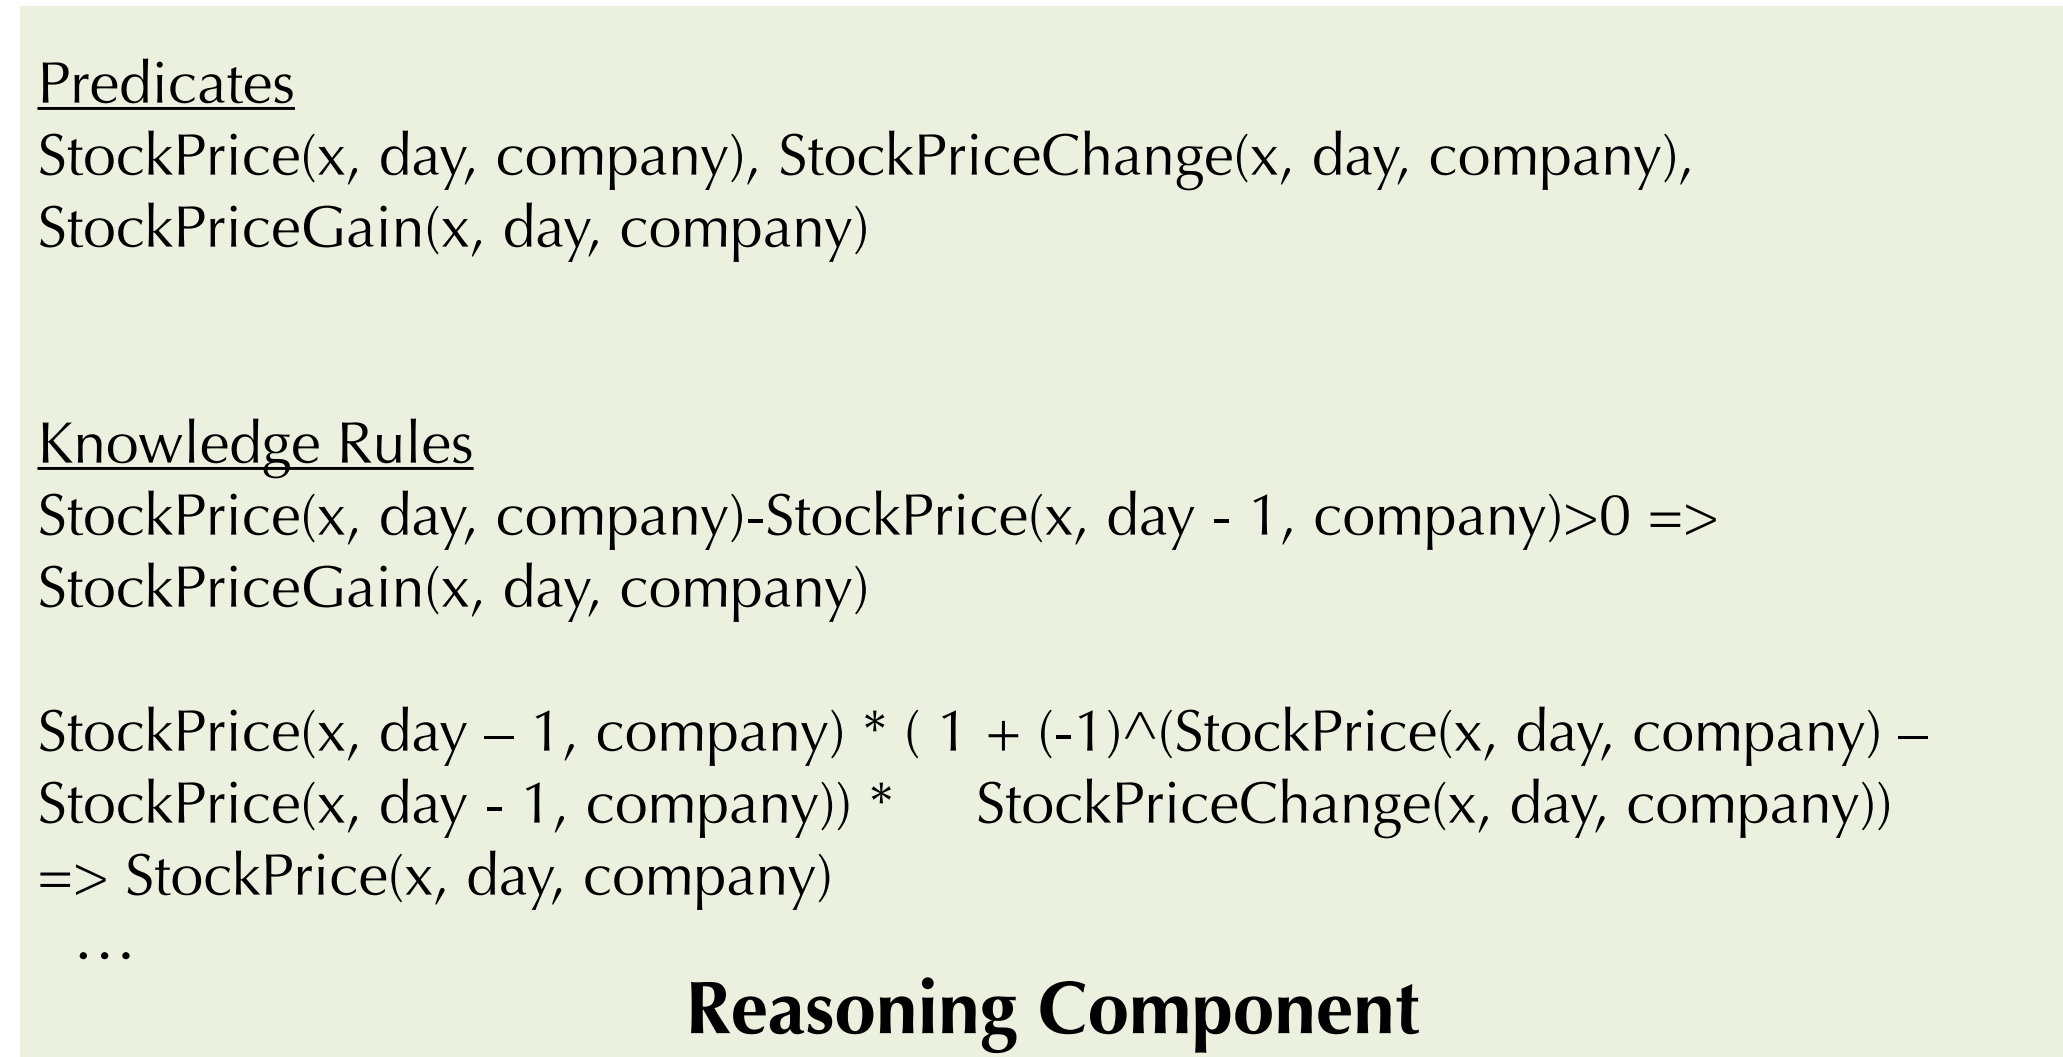 Predicates
StockPrice(x, day, company), StockPriceChange(x, day, company),
StockPriceGain(x, day, company)
Knowledge Rules
StockPrice(x, day, company)-StockPrice(x, day - 1, company)>0 =>
StockPriceGain(x, day, company)
StockPrice(x, day – 1, company) * ( 1 + (-1)^(StockPrice(x, day, company) –
StockPrice(x, day - 1, company)) * StockPriceChange(x, day, company))
=> StockPrice(x, day, company)
…
Reasoning Component